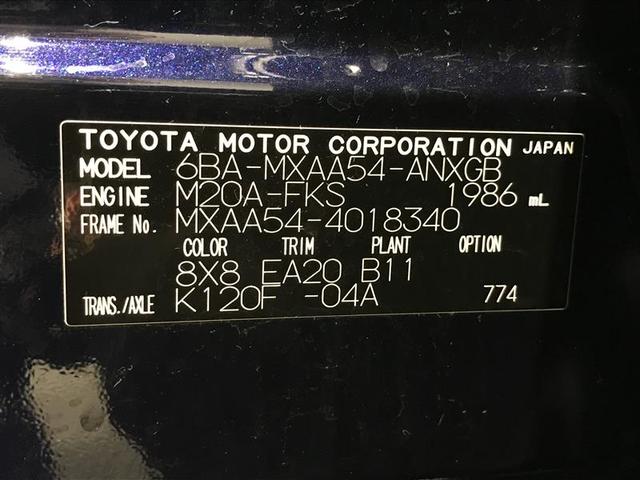 TOYOTA MOTOR CORPORATION JAPAN
MODEL 6BA-MXAA54-ANXGB
ENGINE M20A-FKS 1986 mL
FRAME No. MXAA54-4018340
COLOR TRIM PLANT OPTION
8X8 EA20 B11
TRANS./AXLE K120F -04A 774